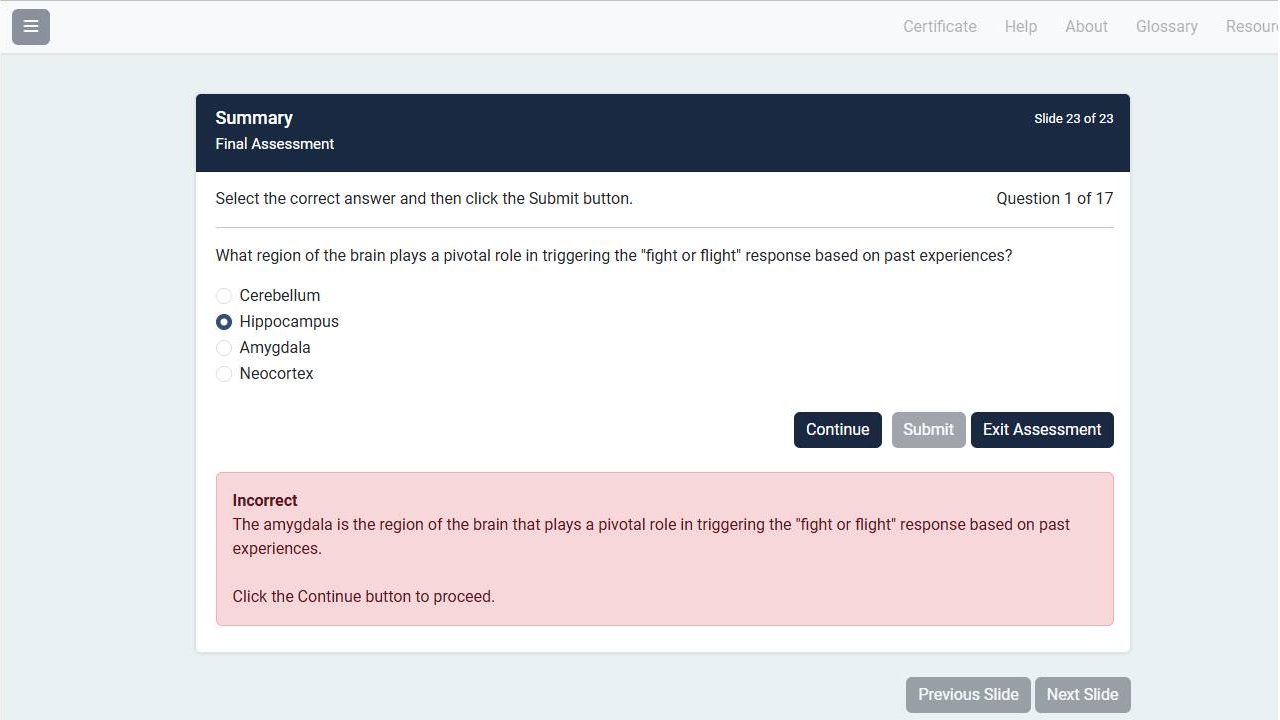 Certificate Help About Glossary
Summary
Slide 23 of 23
Final Assessment
Select the correct answer and then click the Submit button.
Question 1 of 17
What region of the brain plays a pivotal role in triggering the "fight or flight" response based on past experiences?
Cerebellum
Hippocampus
Amygdala
Neocortex
Continue Submit Exit Assessment
Incorrect
The amygdala is the region of the brain that plays a pivotal role in triggering the "fight or flight" response based on past
experiences.
Click the Continue button to proceed.
Previous Slide Next Slide